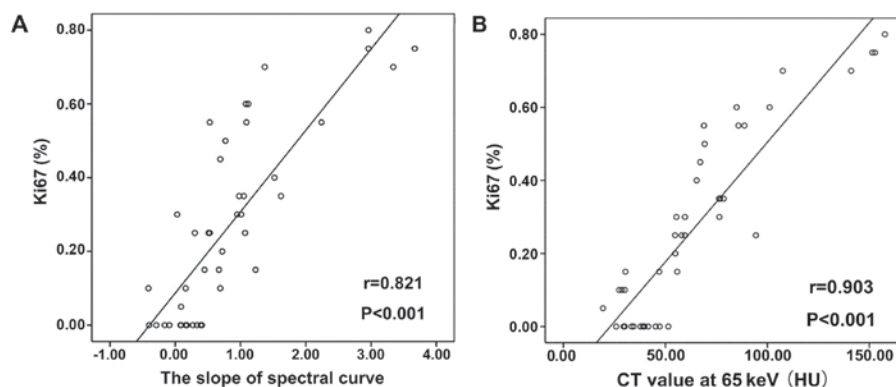 A
Ki67 (%)
0.80
0.60
0.40
0.20
0.00
-1.00 0.00 1.00 2.00 3.00 4.00
The slope of spectral curve
r=0.821
P<0.001
B
Ki67 (%)
0.80
0.60
0.40
0.20
0.00
0.00 50.00 100.00 150.00
CT value at 65 keV (HU)
r=0.903
P<0.001